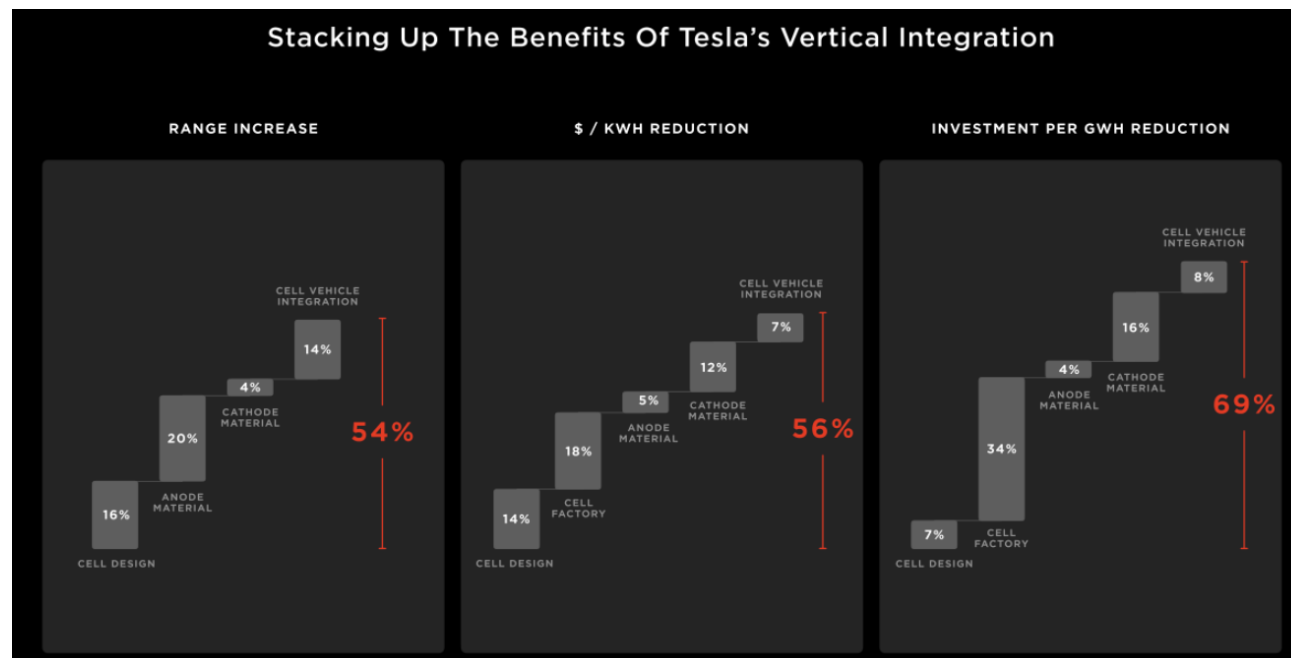 Stacking Up The Benefits Of Tesla's Vertical Integration
RANGE INCREASE
CELL VEHICLE
INTEGRATION
14%
4%
CATHODE
MATERIAL
20%
ANODE
MATERIAL
16%
CELL DESIGN
54%
$ / KWH REDUCTION
CELL VEHICLE
INTEGRATION
7%
12%
CATHODE
MATERIAL
5%
ANODE
MATERIAL
18%
CELL
FACTORY
14%
CELL DESIGN
56%
INVESTMENT PER GWH REDUCTION
CELL VEHICLE
INTEGRATION
8%
16%
CATHODE
MATERIAL
4%
ANODE
MATERIAL
34%
CELL
FACTORY
7%
CELL DESIGN
69%